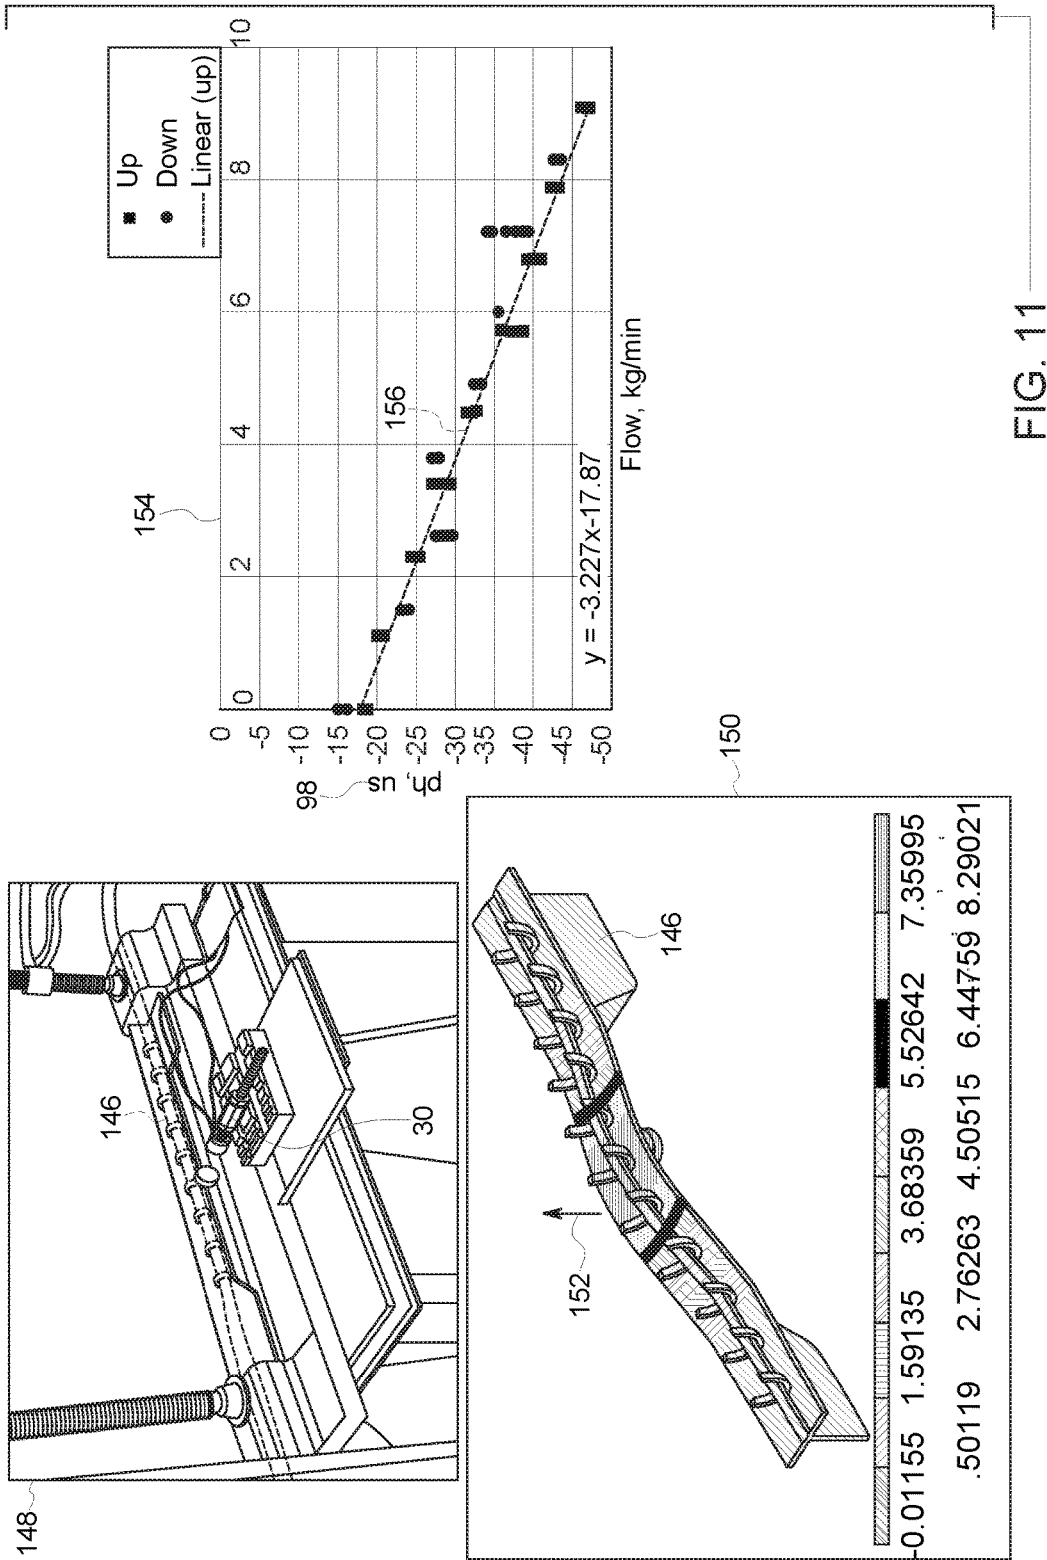 148
146
30
154
Up
Down
Linear (up)
0
2
4
6
8
10
0
-5
-10
-15
-20
-25
-30
-35
-40
-45
-50
98
ph, us
156
y = -3.227x-17.87
Flow, kg/min
150
152
146
-0.01155 1.59135 3.68359 5.52642 7.35995
.50119 2.76263 4.50515 6.44759 8.29021
FIG. 11